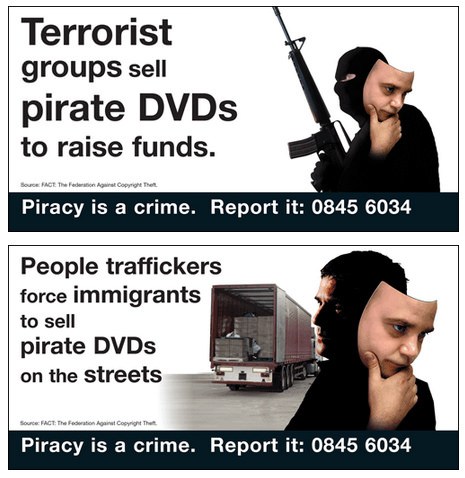 Terrorist
groups sell
pirate DVDs
to raise funds.
Source: FACT: The Federation Against Copyright Theft.
Piracy is a crime. Report it: 0845 6034
People traffickers
force immigrants
to sell
pirate DVDs
on the streets
Source: FACT: The Federation Against Copyright Theft.
Piracy is a crime. Report it: 0845 6034